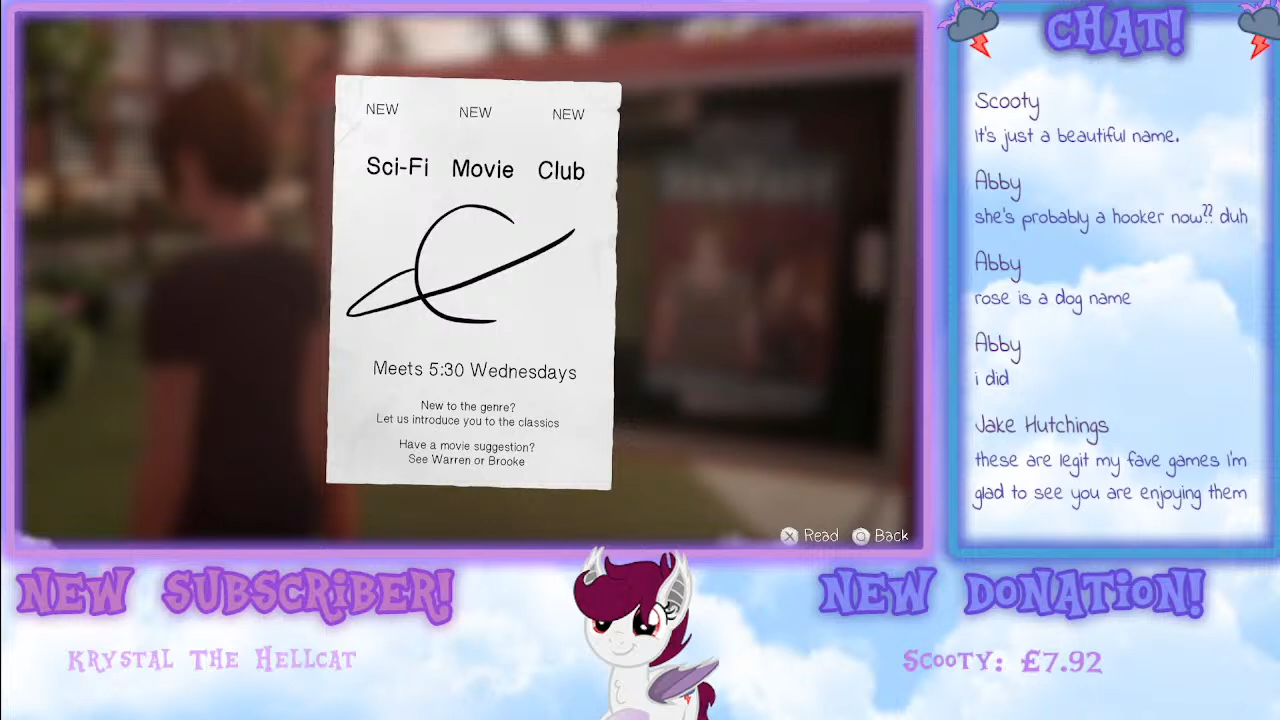 NEW NEW NEW
Sci-Fi Movie Club
Meets 5:30 Wednesdays
New to the genre?
Let us introduce you to the classics
Have a movie suggestion?
See Warren or Brooke
Read Back
CHAT!
Scooty
It's just a beautiful name.
Abby
she's probably a hooker now?? duh
Abby
rose is a dog name
Abby
i did
Jake Hutchings
these are legit my fave games I'm
glad to see you are enjoying them
NEW SUBSCRIBER!
Krystal The Hellcat
NEW DONATION!
Scooty: £7.92